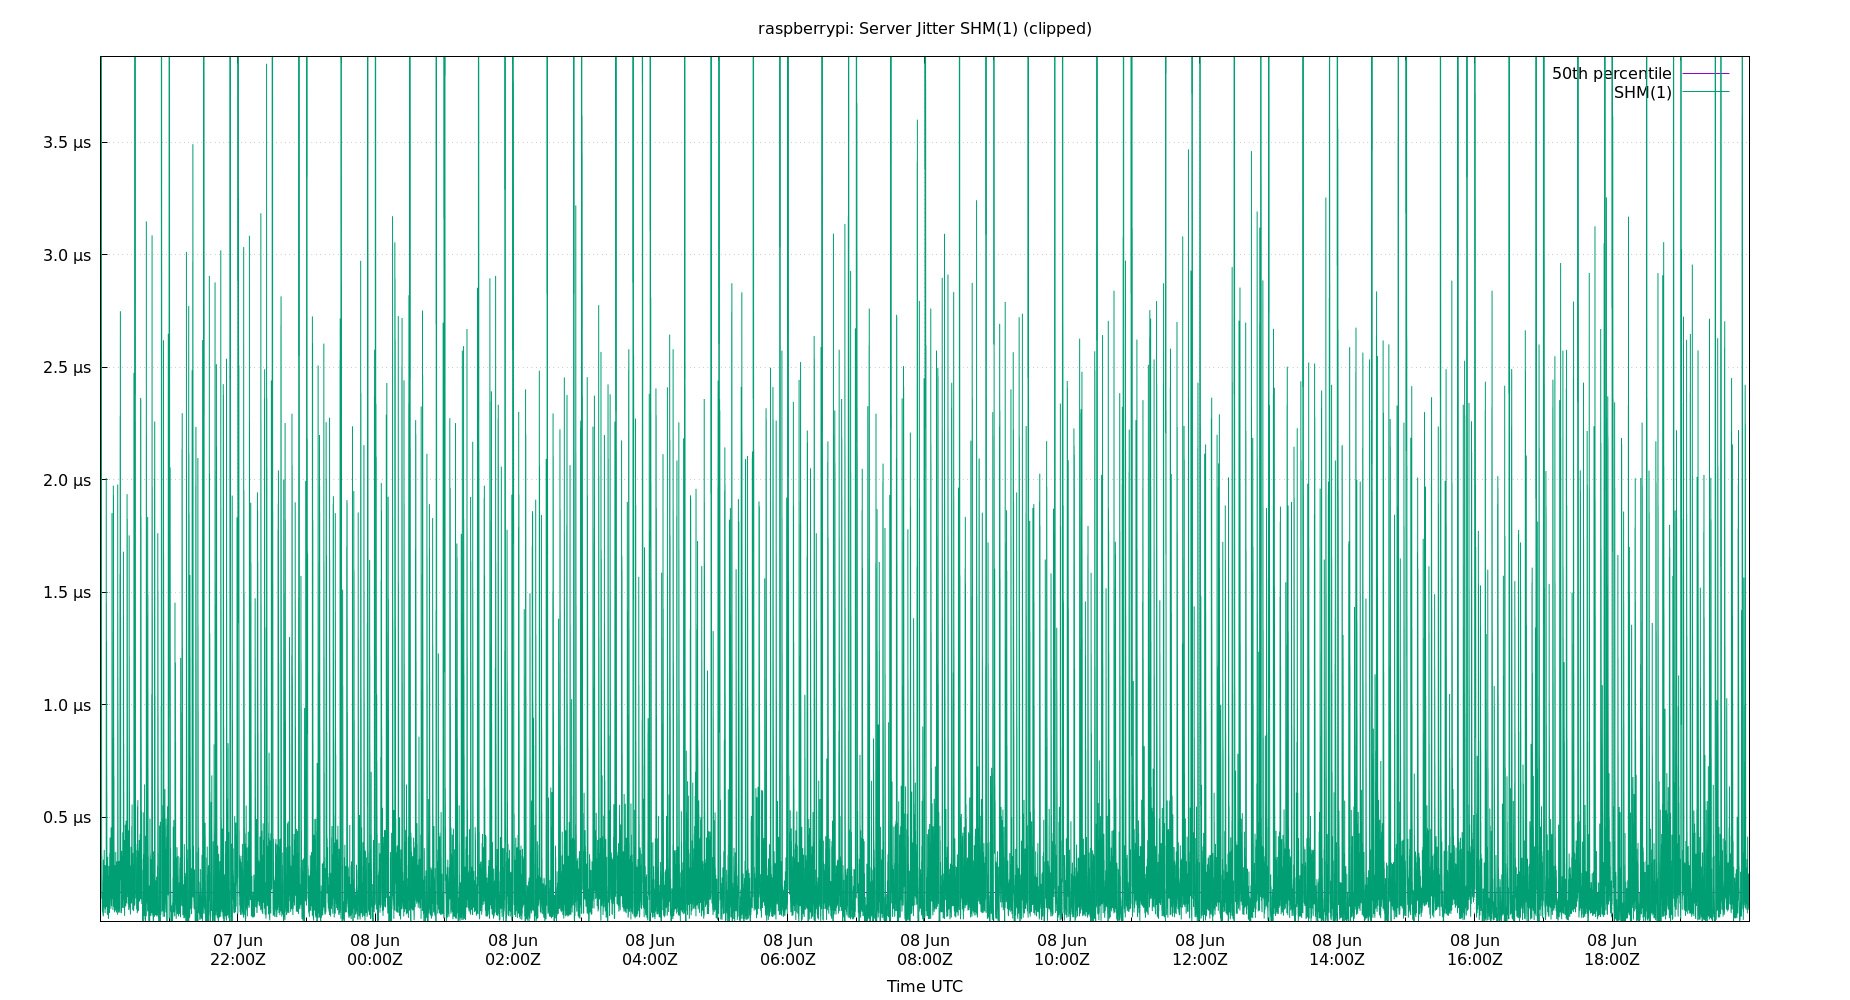 raspberrypi: Server Jitter SHM(1) (clipped)
50th percentile
SHM(1)
3.5 µs
3.0 µs
2.5 µs
2.0 µs
1.5 µs
1.0 µs
0.5 µs
07 Jun 08 Jun 08 Jun 08 Jun 08 Jun 08 Jun 08 Jun 08 Jun 08 Jun 08 Jun 08 Jun
22:00Z 00:00Z 02:00Z 04:00Z 06:00Z 08:00Z 10:00Z 12:00Z 14:00Z 16:00Z 18:00Z
Time UTC